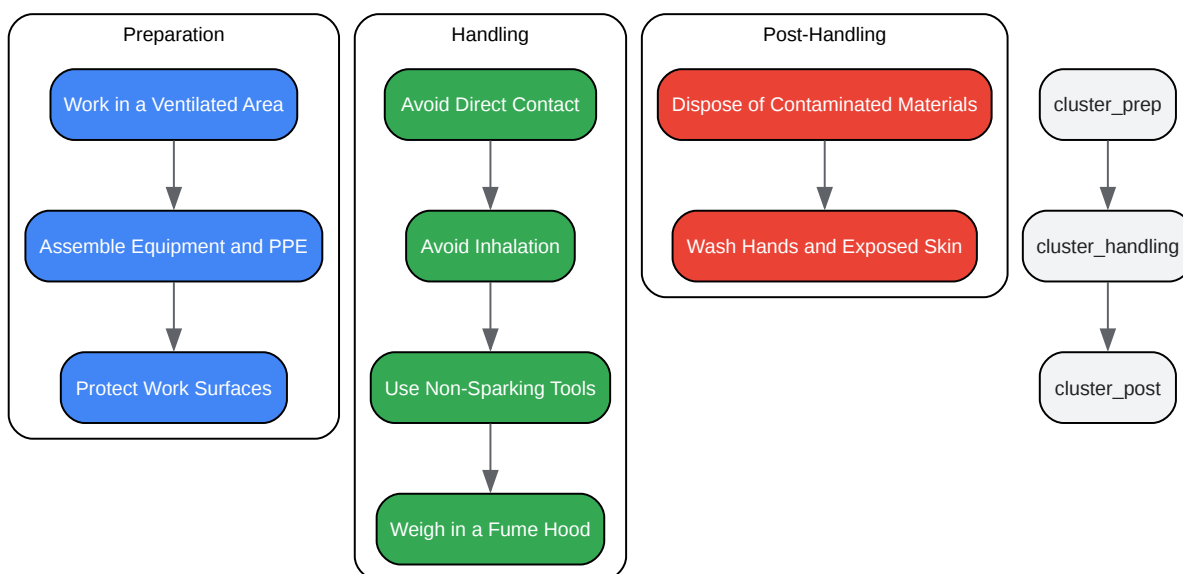 Preparation
Work in a Ventilated Area
Assemble Equipment and PPE
Protect Work Surfaces
Handling
Avoid Direct Contact
Avoid Inhalation
Use Non-Sparking Tools
Weigh in a Fume Hood
Post-Handling
Dispose of Contaminated Materials
Wash Hands and Exposed Skin
cluster_prep
cluster_handling
cluster_post